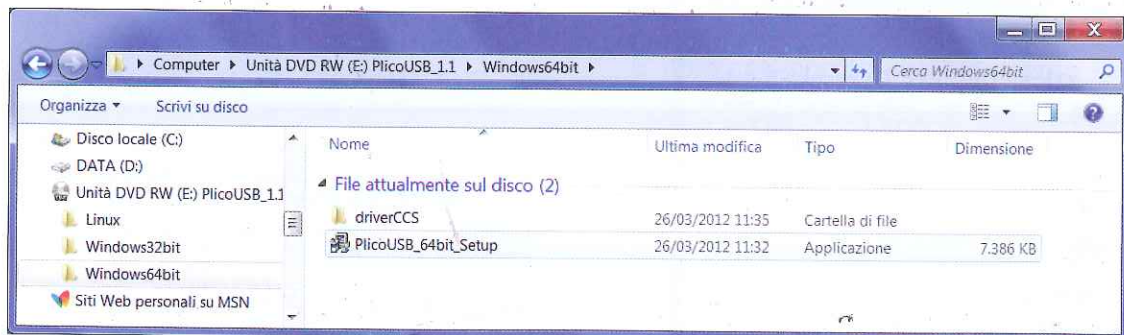 Computer ▸ Unità DVD RW (E:) PlicoUSB_1.1 ▸ Windows64bit ▸
Cerca Windows64bit
Organizza Scrivi su disco
Disco locale (C:)
DATA (D:)
Unità DVD RW (E:) PlicoUSB_1.1
Linux
Windows32bit
Windows64bit
Siti Web personali su MSN
Nome Ultima modifica Tipo Dimensione
File attualmente sul disco (2)
driverCCS 26/03/2012 11:35 Cartella di file
PlicoUSB_64bit_Setup 26/03/2012 11:32 Applicazione 7.386 KB